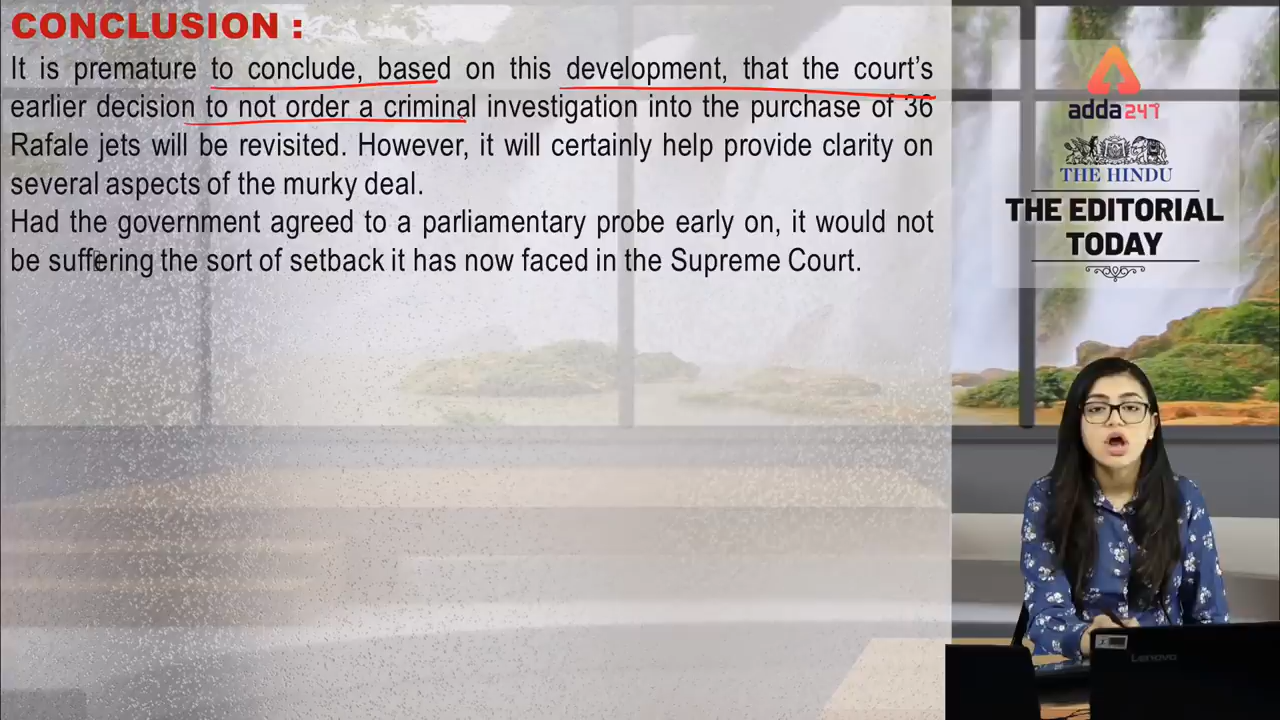 CONCLUSION :
It is premature to conclude, based on this development, that the court's
earlier decision to not order a criminal investigation into the purchase of 36
Rafale jets will be revisited. However, it will certainly help provide clarity on
several aspects of the murky deal.
Had the government agreed to a parliamentary probe early on, it would not
be suffering the sort of setback it has now faced in the Supreme Court.
adda247
THE HINDU
THE EDITORIAL
TODAY
Lenovo